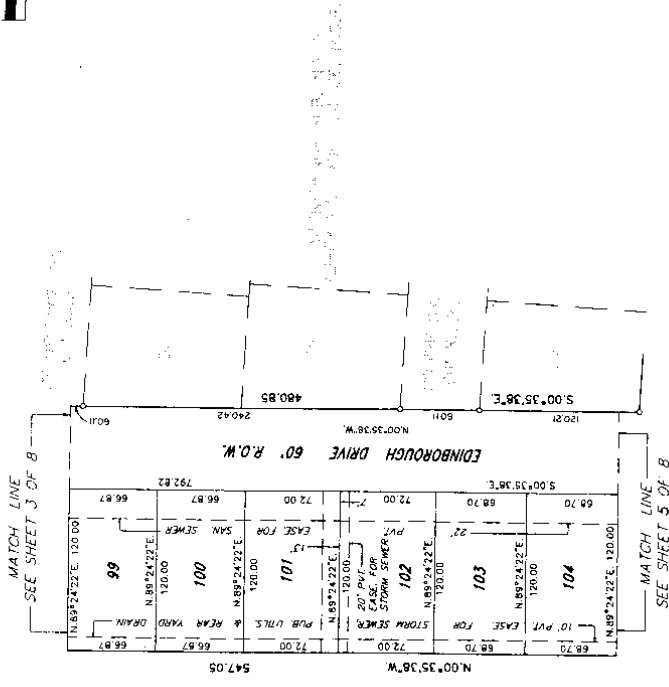 60.11
240.42
480.85
N.00°35'38"W.
60.11
S.00°35'38"E.
120.21
EDINBOROUGH DRIVE 60' R.O.W.
792.82
S.00°35'38"E.
MATCH LINE
SEE SHEET 3 OF 8
66.87
66.87
72.00
7'
72.00
68.70
68.70
N.89°24'22"E. 120.00
99
N.89°24'22"E.
120.00
100
N.89°24'22"E.
120.00
101
N.89°24'22"E.
120.00
102
N.89°24'22"E.
120.00
103
N.89°24'22"E.
120.00
104
N.89°24'22"E. 120.00
EASE FOR SAN. SEWER
13'
20' PVT.
EASE. FOR
STORM SEWER
22' PVT.
PUB. UTILS. & REAR YARD DRAIN
10' PVT. EASE. FOR STORM SEWER,
66.87
72.00
72.00
68.70
68.70
547.05
N.00°35'38"W.
MATCH LINE
SEE SHEET 5 OF 8